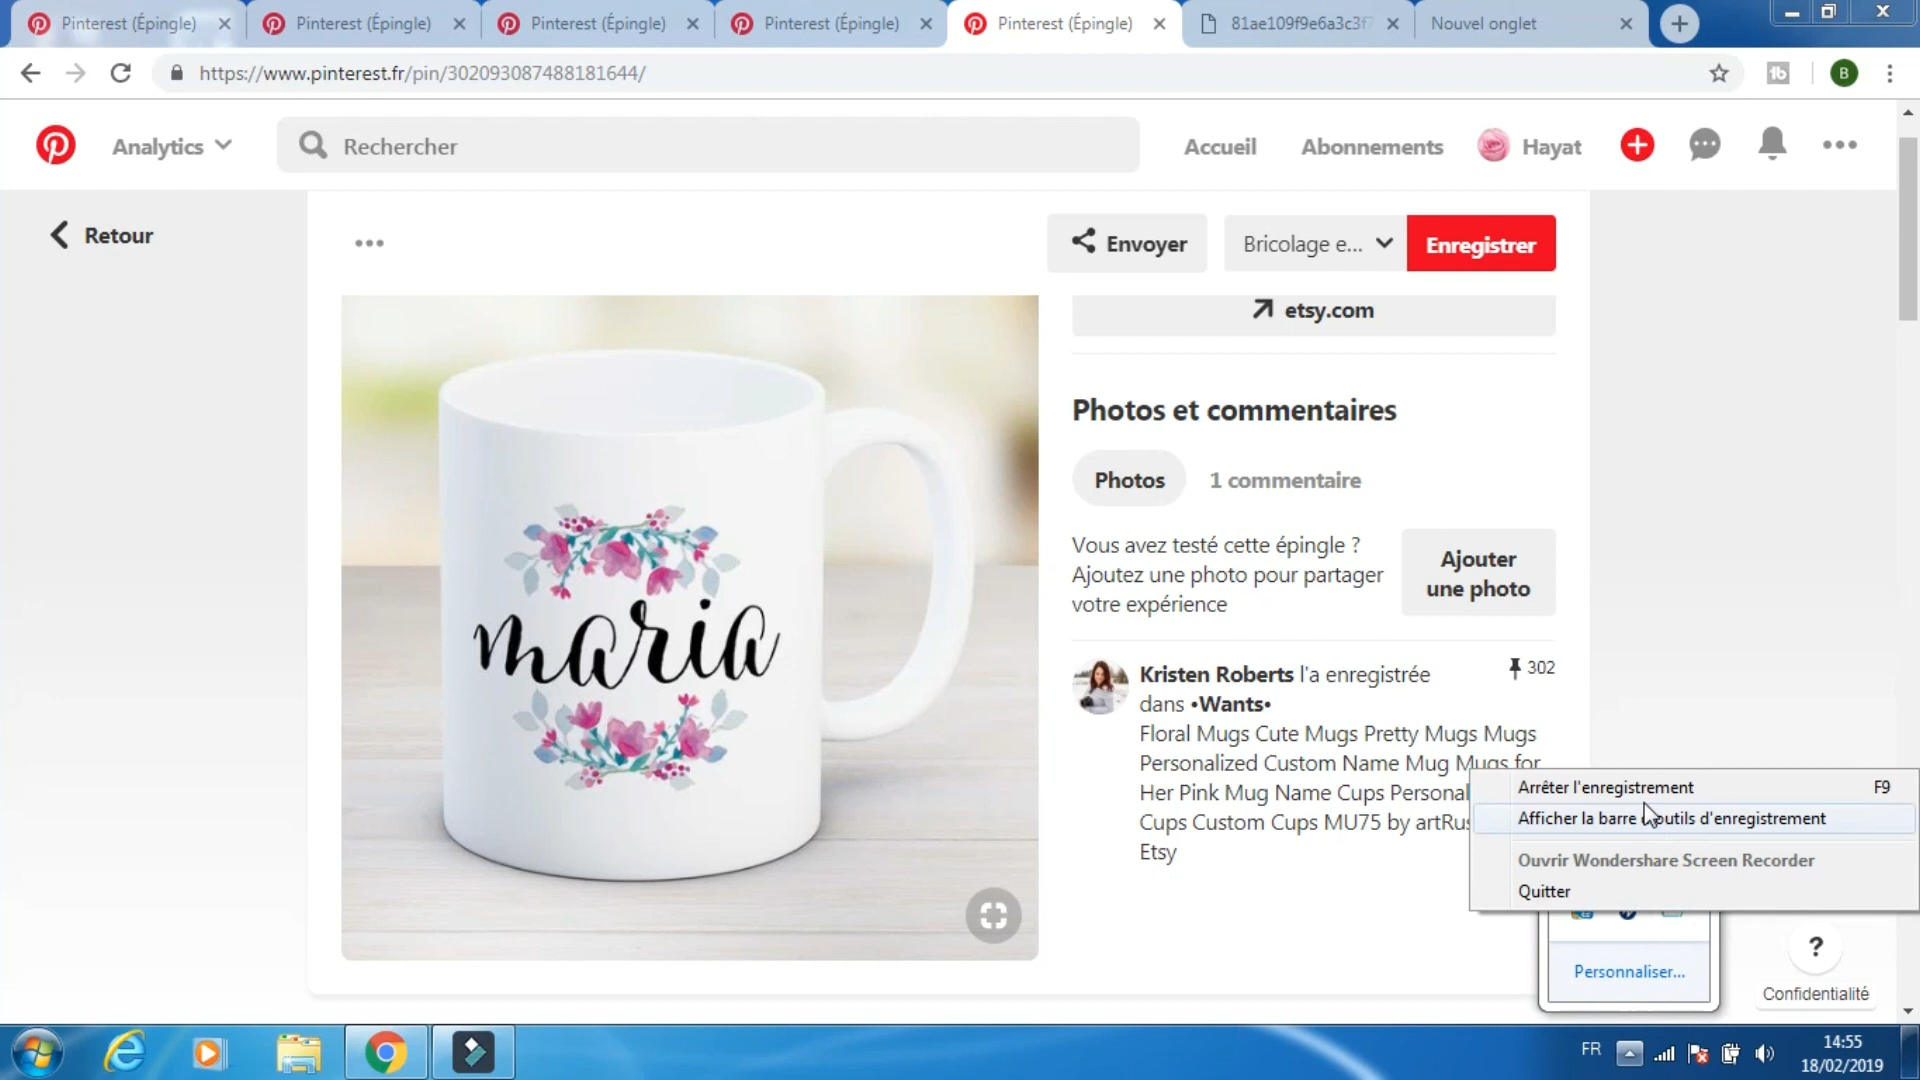 Pinterest (Épingle)
Pinterest (Épingle)
Pinterest (Épingle)
Pinterest (Épingle)
Pinterest (Épingle)
81ae109f9e6a3c3f7
Nouvel onglet
https://www.pinterest.fr/pin/302093087488181644/
B
Analytics
Rechercher
Accueil
Abonnements
Hayat
Retour
Envoyer
Bricolage e...
Enregistrer
etsy.com
Photos et commentaires
Photos
1 commentaire
Vous avez testé cette épingle ?
Ajoutez une photo pour partager
votre expérience
Ajouter
une photo
maria
Kristen Roberts l'a enregistrée
302
dans •Wants•
Floral Mugs Cute Mugs Pretty Mugs Mugs
Personalized Custom Name Mug Mugs for
Her Pink Mug Name Cups Personal
Cups Custom Cups MU75 by artRus
Etsy
Arrêter l'enregistrement F9
Afficher la barre outils d'enregistrement
Ouvrir Wondershare Screen Recorder
Quitter
Personnaliser...
?
Confidentialité
FR
14:55
18/02/2019